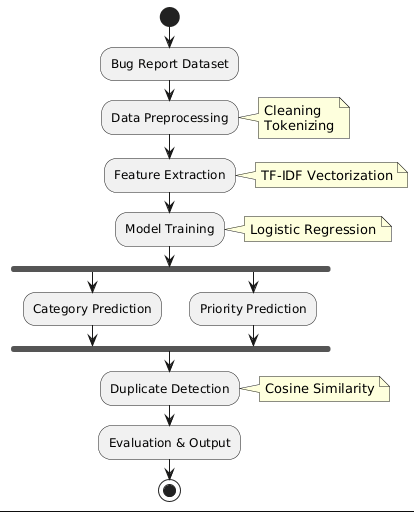 Bug Report Dataset
Data Preprocessing
Cleaning
Tokenizing
Feature Extraction
TF-IDF Vectorization
Model Training
Logistic Regression
Category Prediction
Priority Prediction
Duplicate Detection
Cosine Similarity
Evaluation & Output